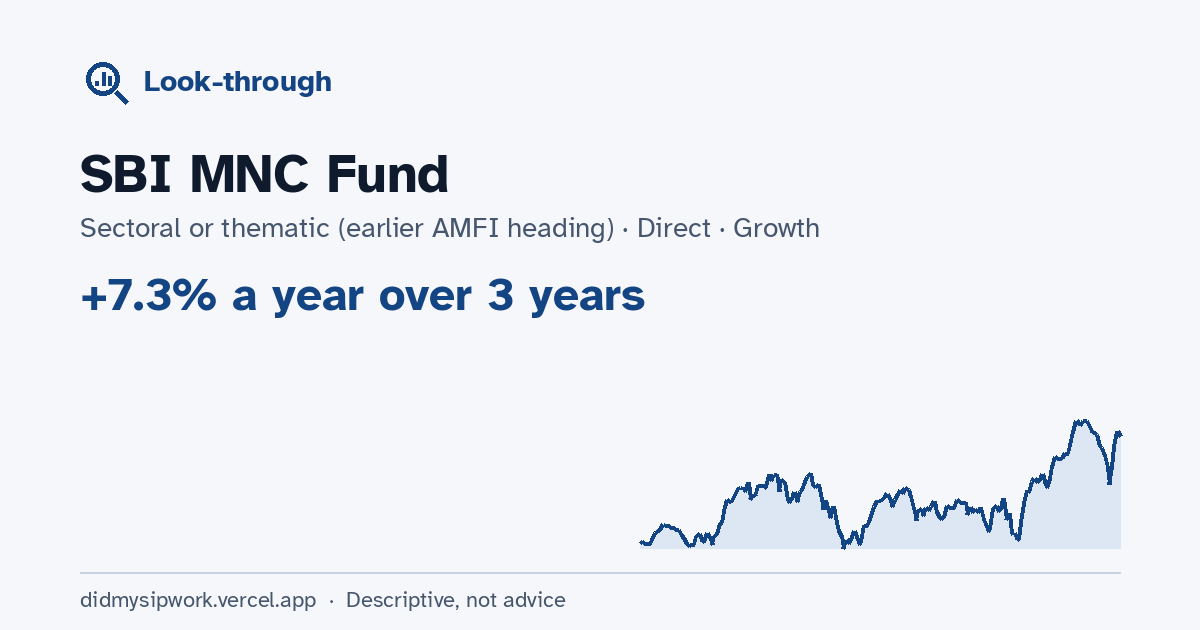 Look-through
SBI MNC Fund
Sectoral or thematic (earlier AMFI heading) · Direct · Growth
+7.3% a year over 3 years
didmysipwork.vercel.app · Descriptive, not advice